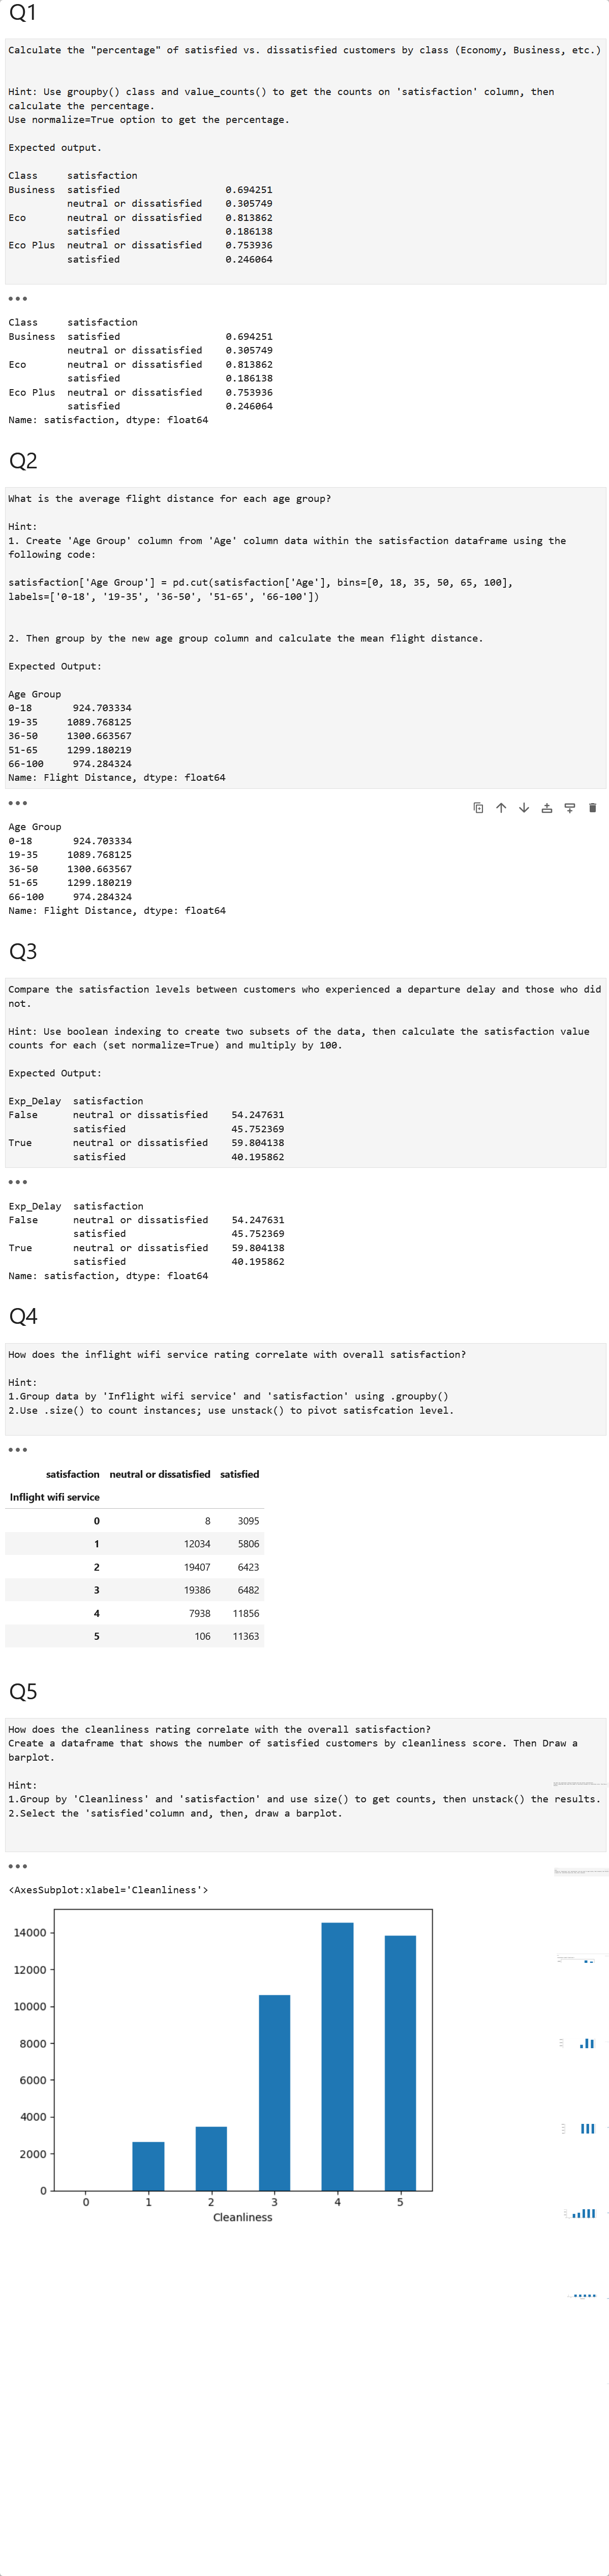 Q1
Calculate the "percentage" of satisfied vs. dissatisfied customers by class (Economy, Business, etc.)
Hint: Use groupby() class and value_counts() to get the counts on 'satisfaction' column, then
calculate the percentage.
Use normalize=True option to get the percentage.
Expected output.
Class     satisfaction
Business  satisfied                  0.694251
          neutral or dissatisfied    0.305749
Eco       neutral or dissatisfied    0.813862
          satisfied                  0.186138
Eco Plus  neutral or dissatisfied    0.753936
          satisfied                  0.246064
Class     satisfaction
Business  satisfied                  0.694251
          neutral or dissatisfied    0.305749
Eco       neutral or dissatisfied    0.813862
          satisfied                  0.186138
Eco Plus  neutral or dissatisfied    0.753936
          satisfied                  0.246064
Name: satisfaction, dtype: float64
Q2
What is the average flight distance for each age group?
Hint:
1. Create 'Age Group' column from 'Age' column data within the satisfaction dataframe using the
following code:
satisfaction['Age Group'] = pd.cut(satisfaction['Age'], bins=[0, 18, 35, 50, 65, 100],
labels=['0-18', '19-35', '36-50', '51-65', '66-100'])
2. Then group by the new age group column and calculate the mean flight distance.
Expected Output:
Age Group
0-18       924.703334
19-35     1089.768125
36-50     1300.663567
51-65     1299.180219
66-100     974.284324
Name: Flight Distance, dtype: float64
Age Group
0-18       924.703334
19-35     1089.768125
36-50     1300.663567
51-65     1299.180219
66-100     974.284324
Name: Flight Distance, dtype: float64
Q3
Compare the satisfaction levels between customers who experienced a departure delay and those who did
not.
Hint: Use boolean indexing to create two subsets of the data, then calculate the satisfaction value
counts for each (set normalize=True) and multiply by 100.
Expected Output:
Exp_Delay  satisfaction
False      neutral or dissatisfied    54.247631
           satisfied                  45.752369
True       neutral or dissatisfied    59.804138
           satisfied                  40.195862
Exp_Delay  satisfaction
False      neutral or dissatisfied    54.247631
           satisfied                  45.752369
True       neutral or dissatisfied    59.804138
           satisfied                  40.195862
Name: satisfaction, dtype: float64
Q4
How does the inflight wifi service rating correlate with overall satisfaction?
Hint:
1.Group data by 'Inflight wifi service' and 'satisfaction' using .groupby()
2.Use .size() to count instances; use unstack() to pivot satisfcation level.
satisfaction neutral or dissatisfied satisfied
Inflight wifi service
0 8 3095
1 12034 5806
2 19407 6423
3 19386 6482
4 7938 11856
5 106 11363
Q5
How does the cleanliness rating correlate with the overall satisfaction?
Create a dataframe that shows the number of satisfied customers by cleanliness score. Then Draw a
barplot.
Hint:
1.Group by 'Cleanliness' and 'satisfaction' and use size() to get counts, then unstack() the results.
2.Select the 'satisfied'column and, then, draw a barplot.
<AxesSubplot:xlabel='Cleanliness'>
14000
12000
10000
8000
6000
4000
2000
0
0 1 2 3 4 5
Cleanliness